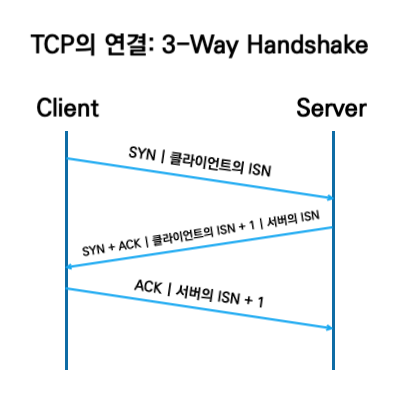 TCP의 연결: 3-Way Handshake
Client
Server
SYN | 클라이언트의 ISN
SYN + ACK | 클라이언트의 ISN + 1 | 서버의 ISN
ACK | 서버의 ISN + 1